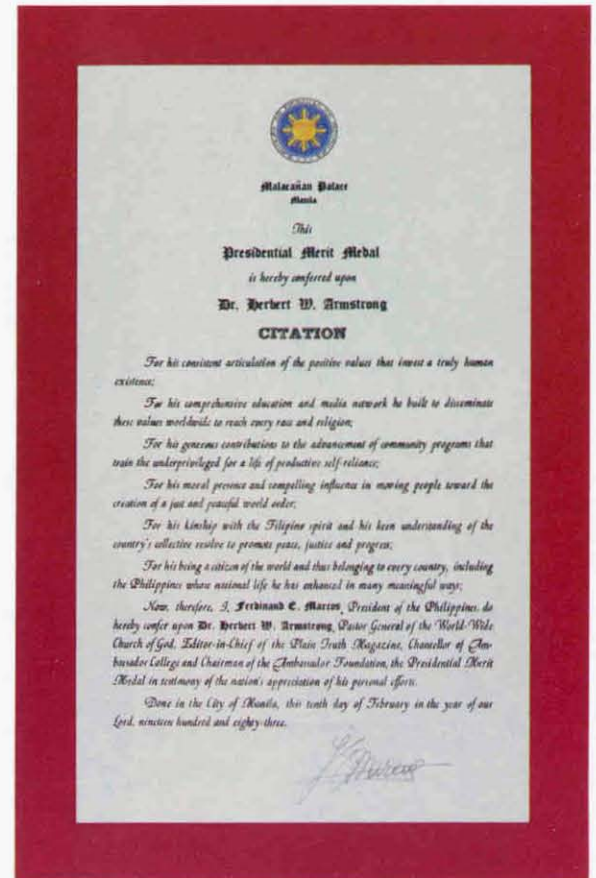 Malacañan Palace
Manila
This
Presidential Merit Medal
is hereby conferred upon
Dr. Herbert W. Armstrong
CITATION
For his consistent articulation of the positive values that invest a truly human
existence;
For his comprehensive education and media network he built to disseminate
these values worldwide to reach every race and religion;
For his generous contributions to the advancement of community programs that
train the underprivileged for a life of productive self-reliance;
For his moral presence and compelling influence in moving people toward the
creation of a just and peaceful world order;
For his kinship with the Filipino spirit and his keen understanding of the
country's collective resolve to promote peace, justice and progress;
For his being a citizen of the world and thus belonging to every country, including
the Philippines whose national life he has enhanced in many meaningful ways;
Now, therefore, I, Ferdinand E. Marcos, President of the Philippines, do
hereby confer upon Dr. Herbert W. Armstrong, Pastor General of the World-Wide
Church of God, Editor-in-Chief of the Plain Truth Magazine, Chancellor of Am-
bassador College and Chairman of the Ambassador Foundation, the Presidential Merit
Medal in testimony of the nation's appreciation of his personal efforts.
Done in the City of Manila, this tenth day of February in the year of our
Lord, nineteen hundred and eighty-three.